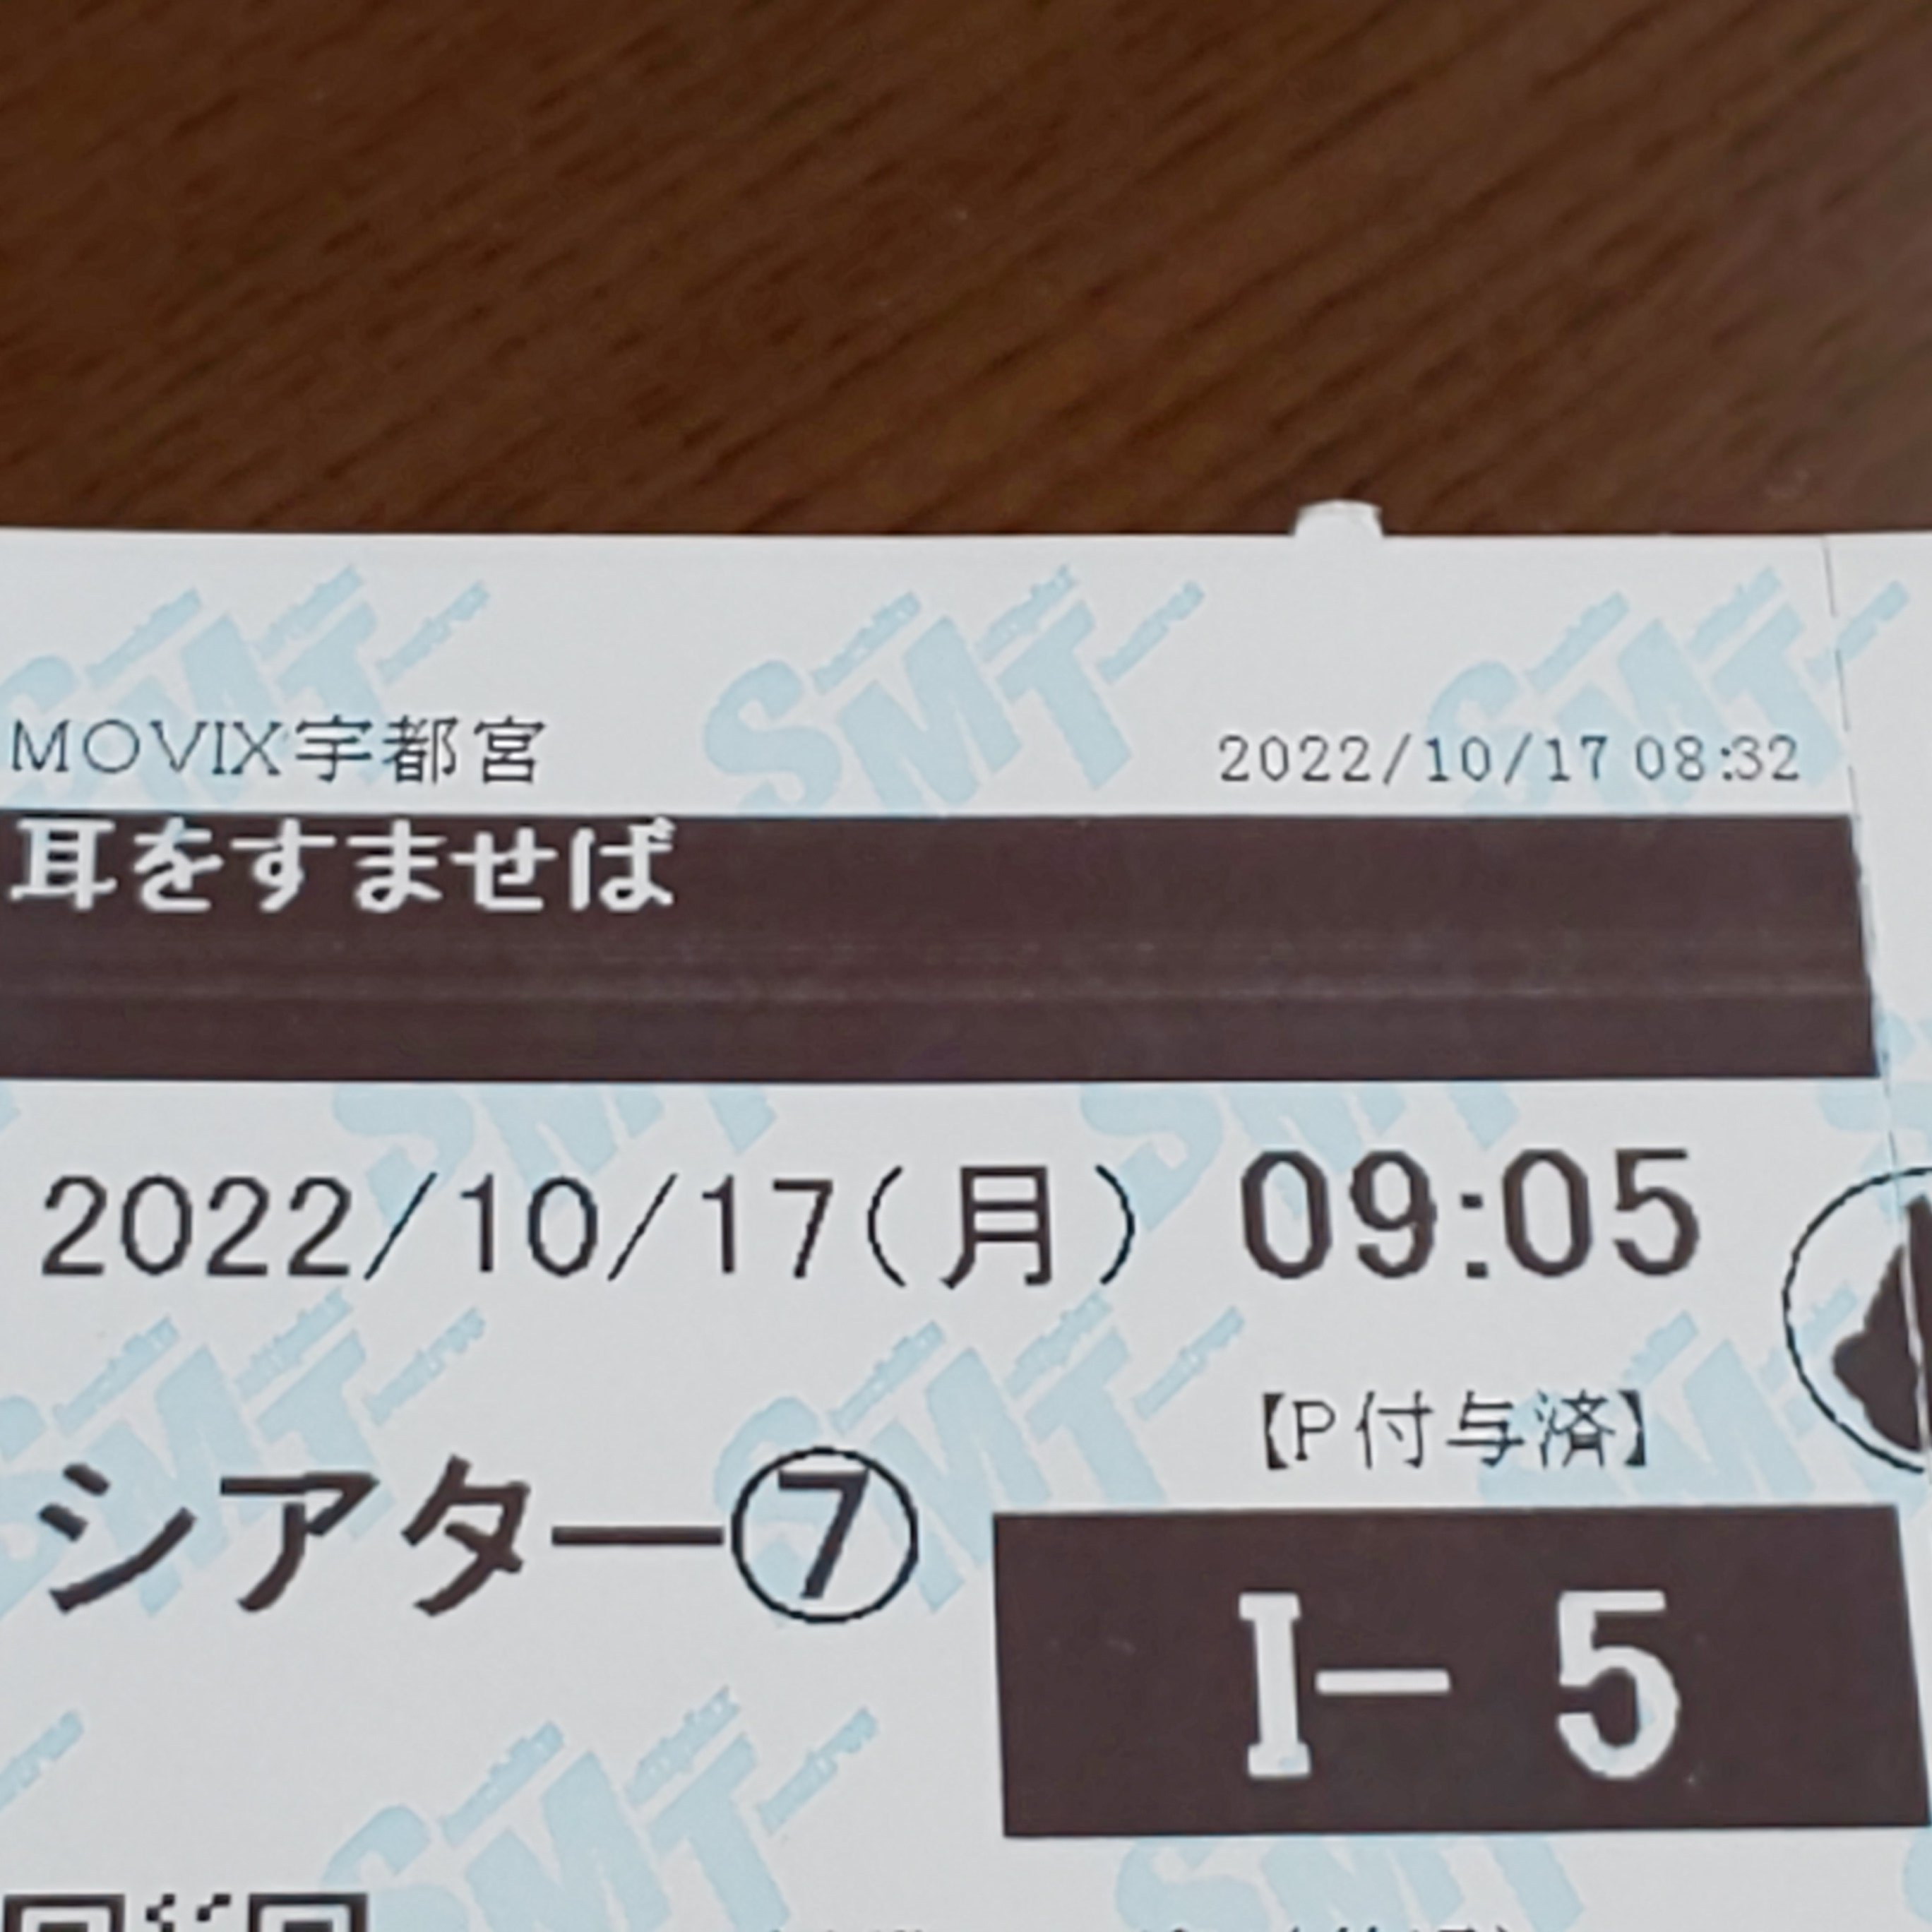 MOVIX宇都宮 2022/10/17 08:32
耳をすませば
2022/10/17(月) 09:05
【P付与済】
シアター⑦
I- 5